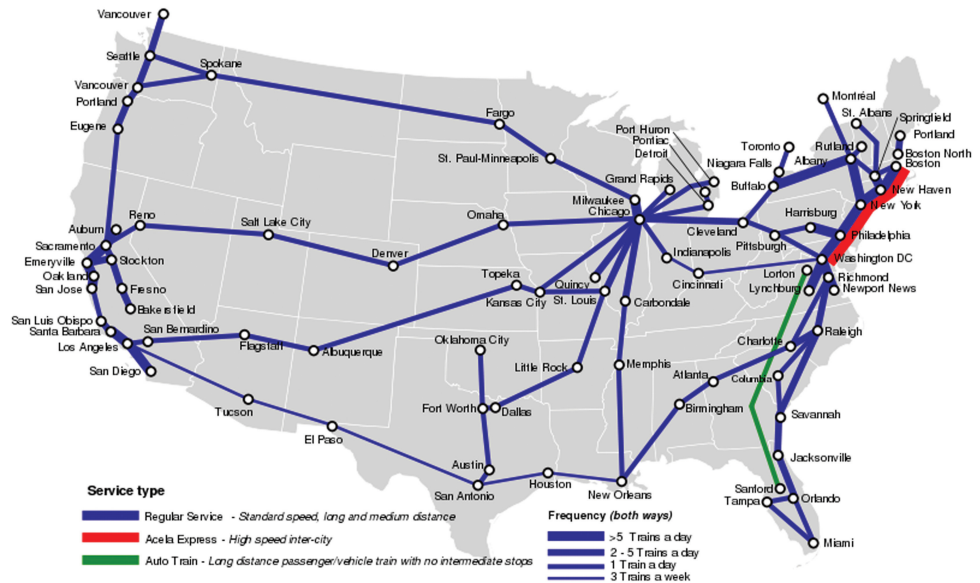 Vancouver
Seattle
Spokane
Vancouver
Portland
Eugene
Fargo
St. Paul-Minneapolis
Port Huron
Pontiac
Detroit
Grand Rapids
Milwaukee
Chicago
Montréal
St. Albans
Springfield
Toronto
Rutland
Portland
Niagara Falls
Albany
Boston North
Boston
Buffalo
New Haven
New York
Reno
Auburn
Salt Lake City
Omaha
Cleveland
Harrisburg
Sacramento
Philadelphia
Pittsburgh
Emeryville
Stockton
Denver
Indianapolis
Washington DC
Oakland
Topeka
Quincy
Cincinnati
Lorton
Richmond
San Jose
Fresno
Kansas City
St. Louis
Carbondale
Lynchburg
Newport News
Bakersfield
San Luis Obispo
San Bernardino
Santa Barbara
Raleigh
Los Angeles
Flagstaff
Albuquerque
Oklahoma City
Charlotte
San Diego
Little Rock
Memphis
Atlanta
Columbia
Tucson
Fort Worth
Dallas
Birmingham
Savannah
El Paso
Austin
Jacksonville
San Antonio
Houston
New Orleans
Sanford
Tampa
Orlando
Miami
Service type
Regular Service - Standard speed, long and medium distance
Acela Express - High speed inter-city
Auto Train - Long distance passenger/vehicle train with no intermediate stops
Frequency (both ways)
>5 Trains a day
2 - 5 Trains a day
1 Train a day
3 Trains a week